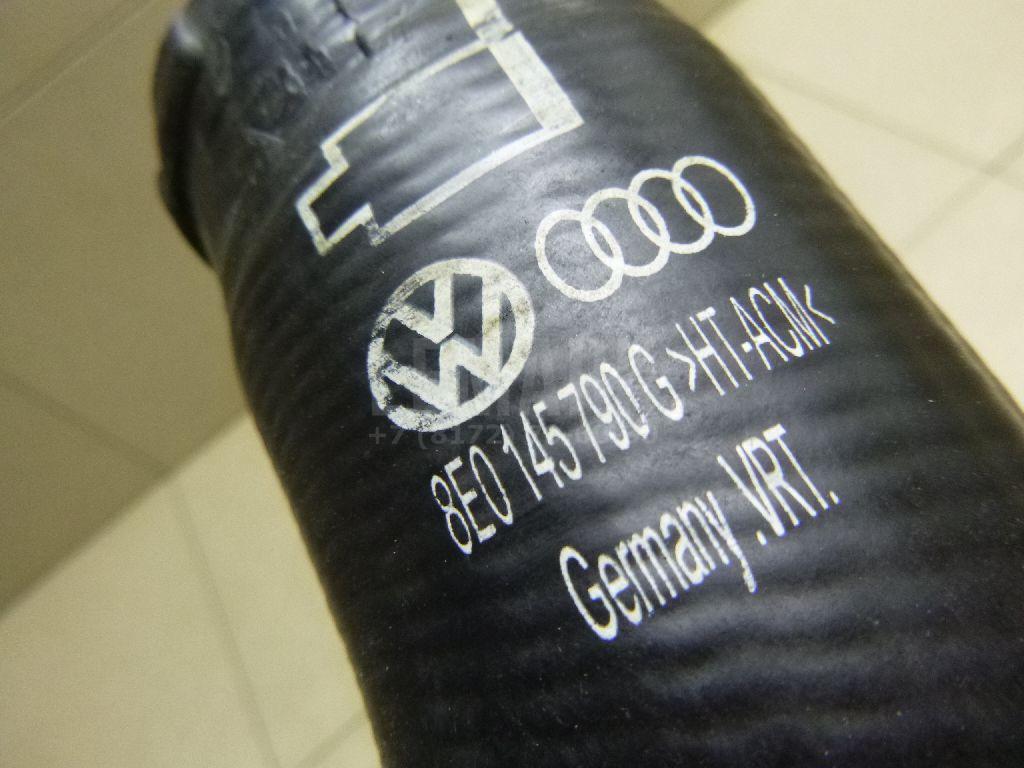 8E0 145 790 G >HT-ACM<
Germany .VRT.